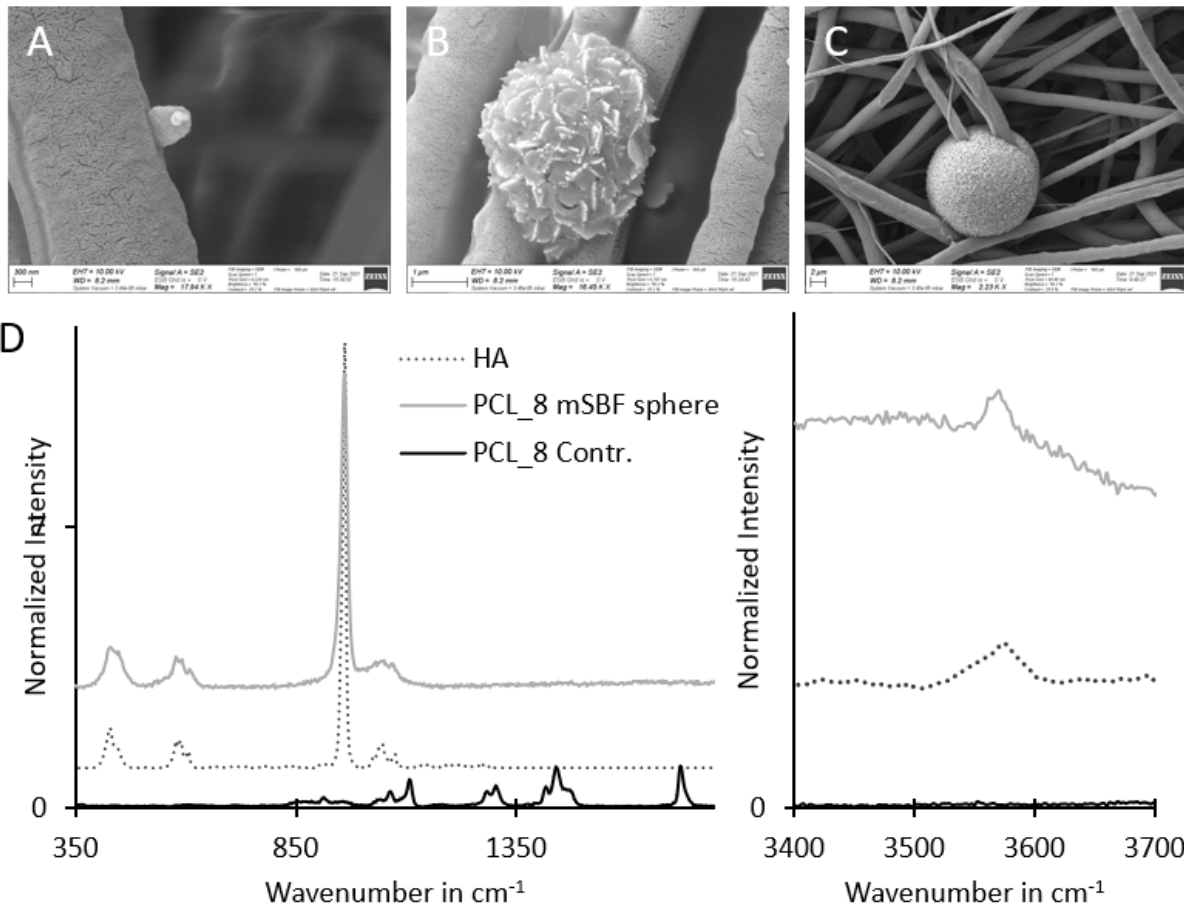 A
B
C
300 nm
EHT = 10.00 kV
WD = 8.2 mm
Signal A = SE2
Mag = 17.94 K X
ZEISS
1 µm
EHT = 10.00 kV
WD = 8.2 mm
Signal A = SE2
Mag = 16.45 K X
ZEISS
2 µm
EHT = 10.00 kV
WD = 8.2 mm
Signal A = SE2
Mag = 2.23 K X
ZEISS
D
HA
PCL_8 mSBF sphere
PCL_8 Contr.
Normalized Intensity
0
350
850
1350
Wavenumber in cm⁻¹
Normalized Intensity
0
3400
3500
3600
3700
Wavenumber in cm⁻¹